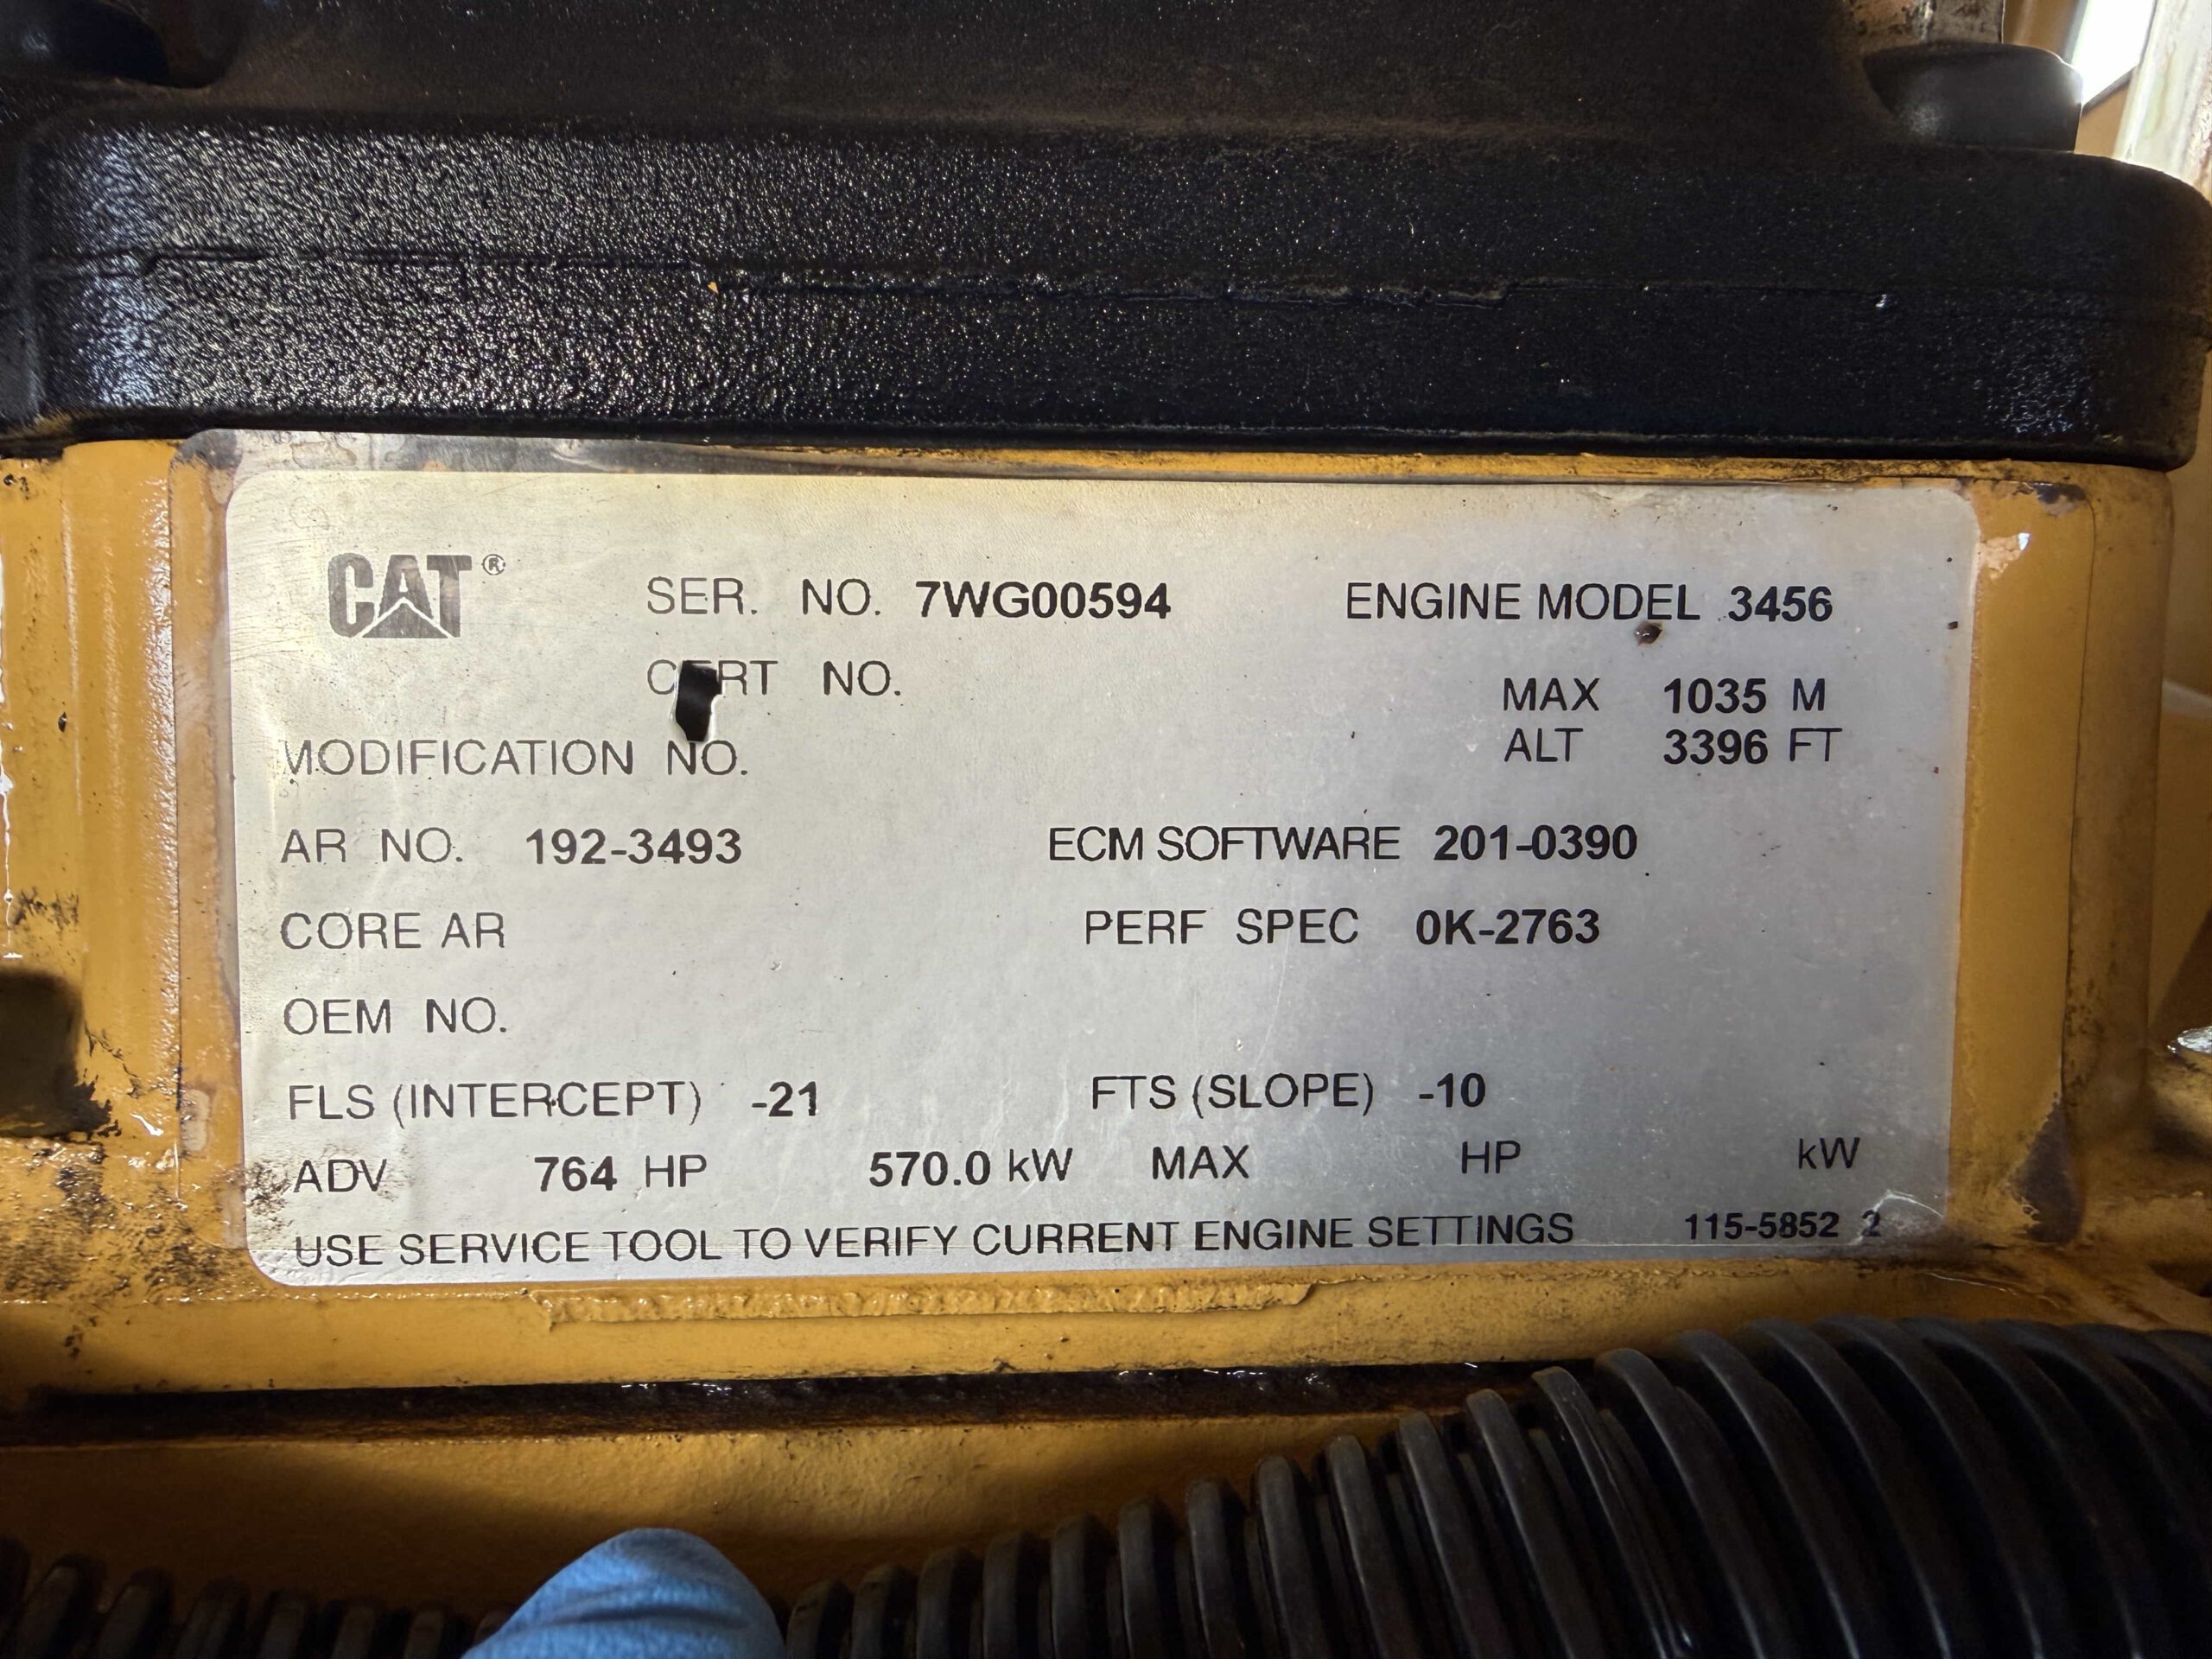 CAT® SER. NO. 7WG00594 ENGINE MODEL 3456
CERT NO. MAX 1035 M
MODIFICATION NO. ALT 3396 FT
AR NO. 192-3493 ECM SOFTWARE 201-0390
CORE AR PERF SPEC 0K-2763
OEM NO.
FLS (INTERCEPT) -21 FTS (SLOPE) -10
ADV 764 HP 570.0 kW MAX HP kW
USE SERVICE TOOL TO VERIFY CURRENT ENGINE SETTINGS 115-5852 2